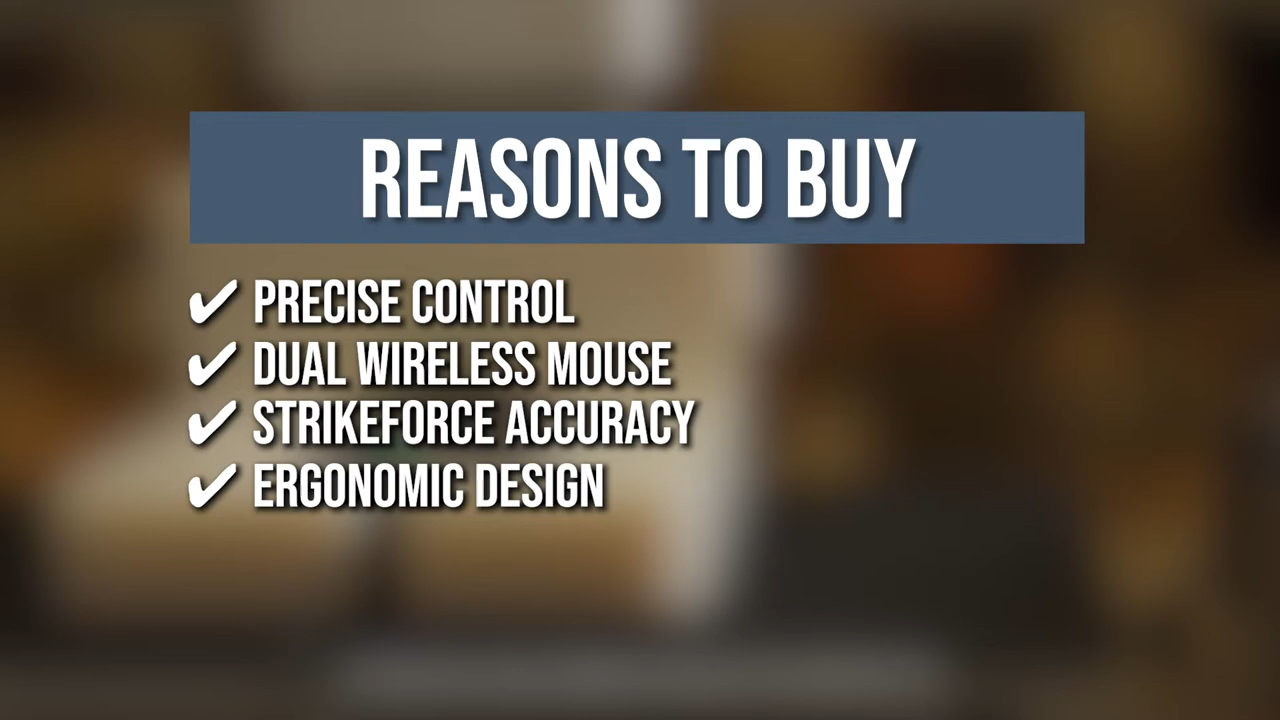 REASONS TO BUY
✔ PRECISE CONTROL
✔ DUAL WIRELESS MOUSE
✔ STRIKEFORCE ACCURACY
✔ ERGONOMIC DESIGN